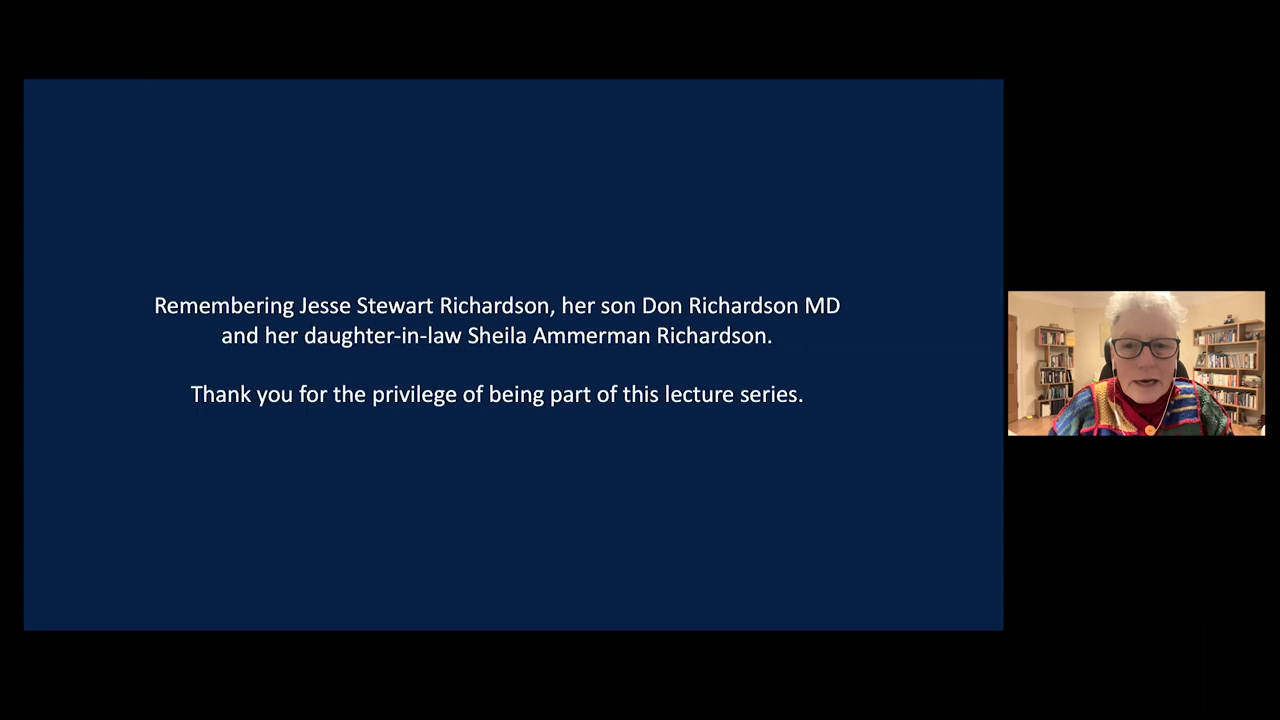 Remembering Jesse Stewart Richardson, her son Don Richardson MD
and her daughter-in-law Sheila Ammerman Richardson.
Thank you for the privilege of being part of this lecture series.